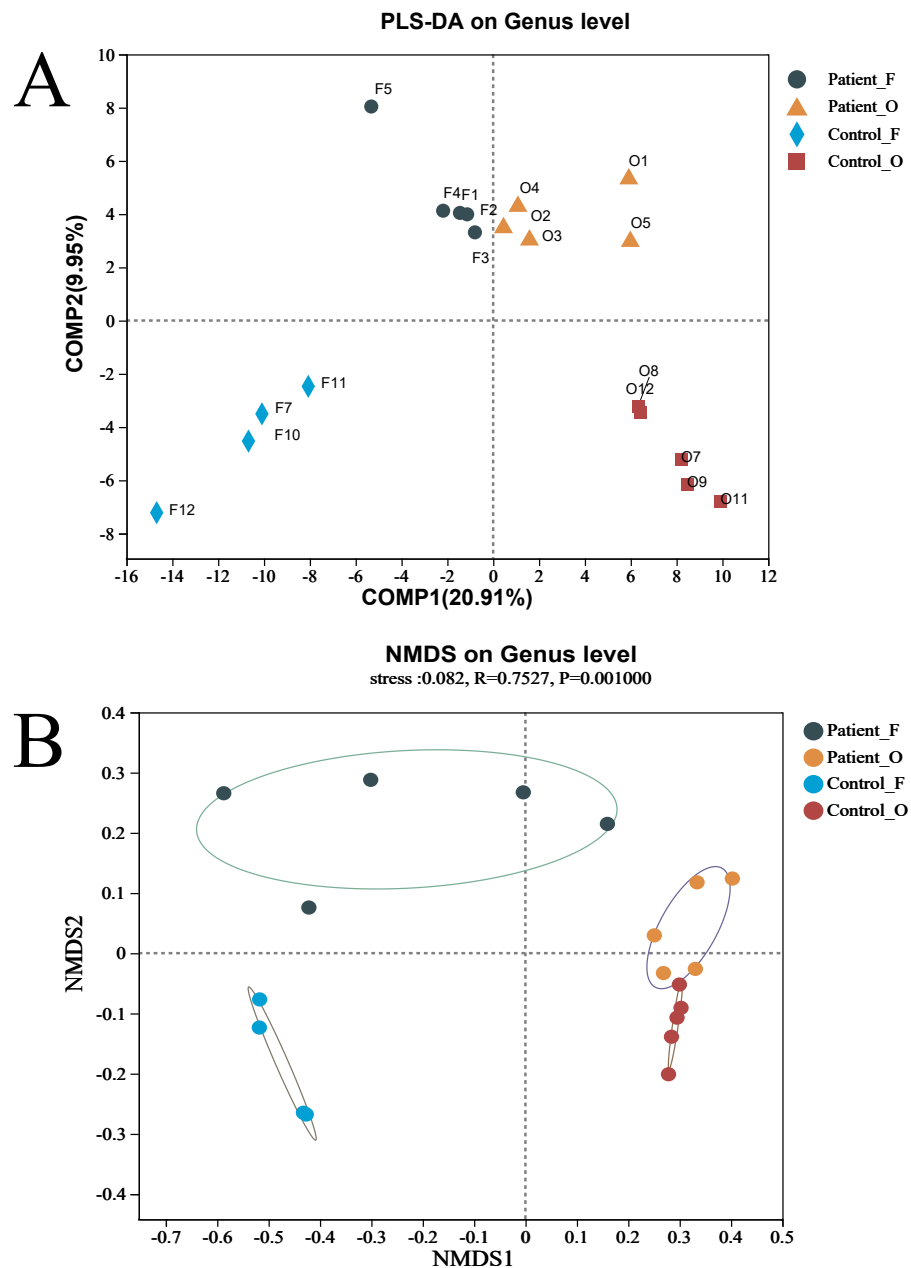 PLS-DA on Genus level
A
Patient_F
Patient_O
Control_F
Control_O
COMP2(9.95%)
10
8
6
4
2
0
-2
-4
-6
-8
F5
F4
F1
F2
F3
O4
O2
O3
O1
O5
F11
F7
F10
F12
O8
O12
O7
O9
O11
-16 -14 -12 -10 -8 -6 -4 -2 0 2 4 6 8 10 12
COMP1(20.91%)
NMDS on Genus level
stress :0.082, R=0.7527, P=0.001000
B
Patient_F
Patient_O
Control_F
Control_O
NMDS2
0.4
0.3
0.2
0.1
0
-0.1
-0.2
-0.3
-0.4
-0.7 -0.6 -0.5 -0.4 -0.3 -0.2 -0.1 0 0.1 0.2 0.3 0.4 0.5
NMDS1